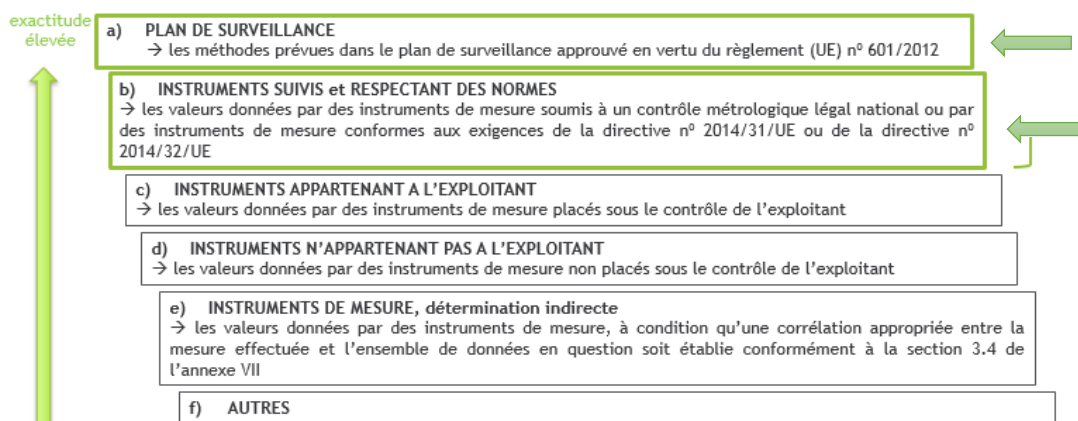 exactitude
élevée
a) PLAN DE SURVEILLANCE
→ les méthodes prévues dans le plan de surveillance approuvé en vertu du règlement (UE) nº 601/2012
b) INSTRUMENTS SUIVIS et RESPECTANT DES NORMES
→ les valeurs données par des instruments de mesure soumis à un contrôle métrologique légal national ou par
des instruments de mesure conformes aux exigences de la directive nº 2014/31/UE ou de la directive nº
2014/32/UE
c) INSTRUMENTS APPARTENANT A L’EXPLOITANT
→ les valeurs données par des instruments de mesure placés sous le contrôle de l’exploitant
d) INSTRUMENTS N’APPARTENANT PAS A L’EXPLOITANT
→ les valeurs données par des instruments de mesure non placés sous le contrôle de l’exploitant
e) INSTRUMENTS DE MESURE, détermination indirecte
→ les valeurs données par des instruments de mesure, à condition qu’une corrélation appropriée entre la
mesure effectuée et l’ensemble de données en question soit établie conformément à la section 3.4 de
l’annexe VII
f) AUTRES